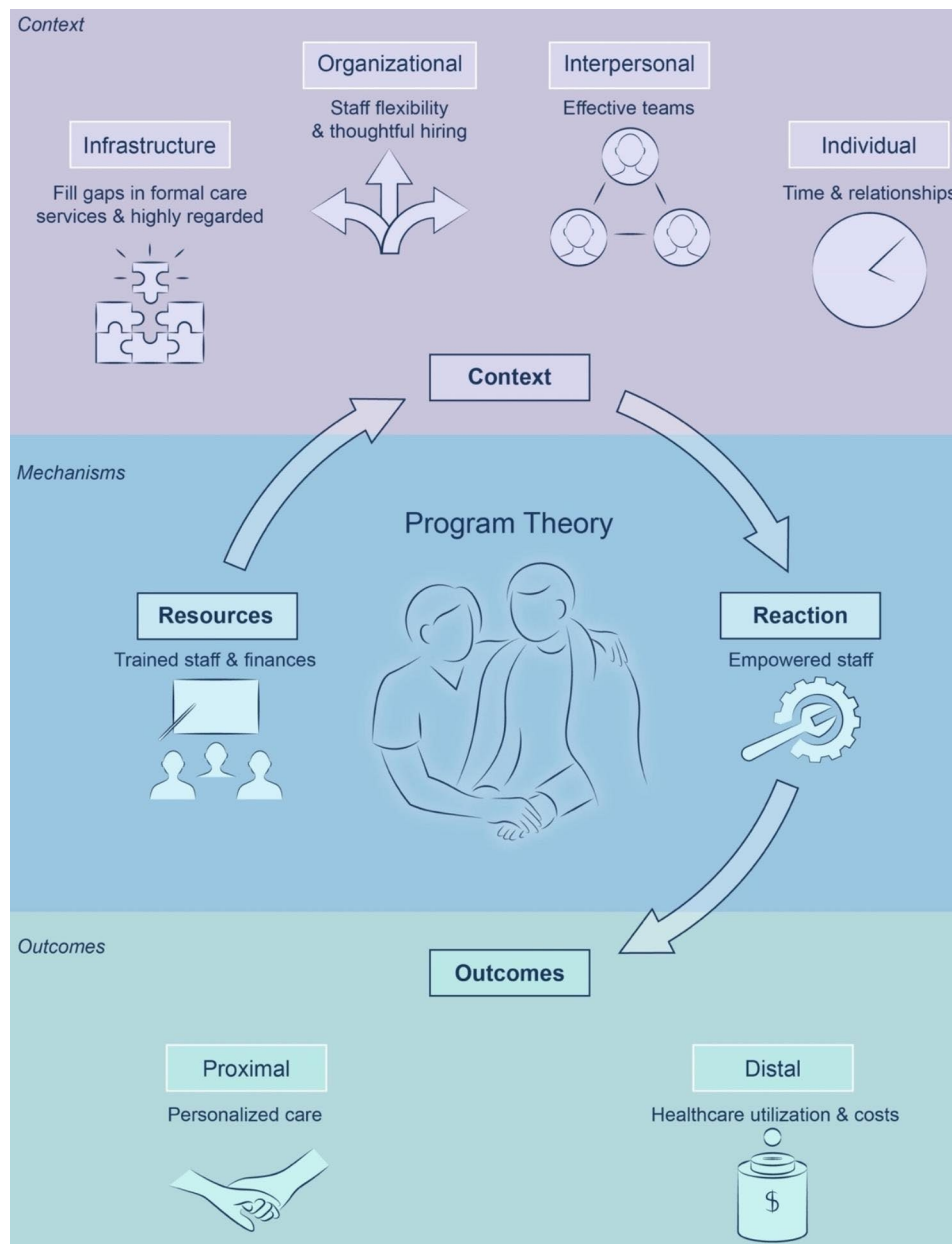 Context
Organizational
Staff flexibility
& thoughtful hiring
Interpersonal
Effective teams
Infrastructure
Fill gaps in formal care
services & highly regarded
Individual
Time & relationships
Context
Mechanisms
Program Theory
Resources
Trained staff & finances
Reaction
Empowered staff
Outcomes
Outcomes
Proximal
Personalized care
Distal
Healthcare utilization & costs
$